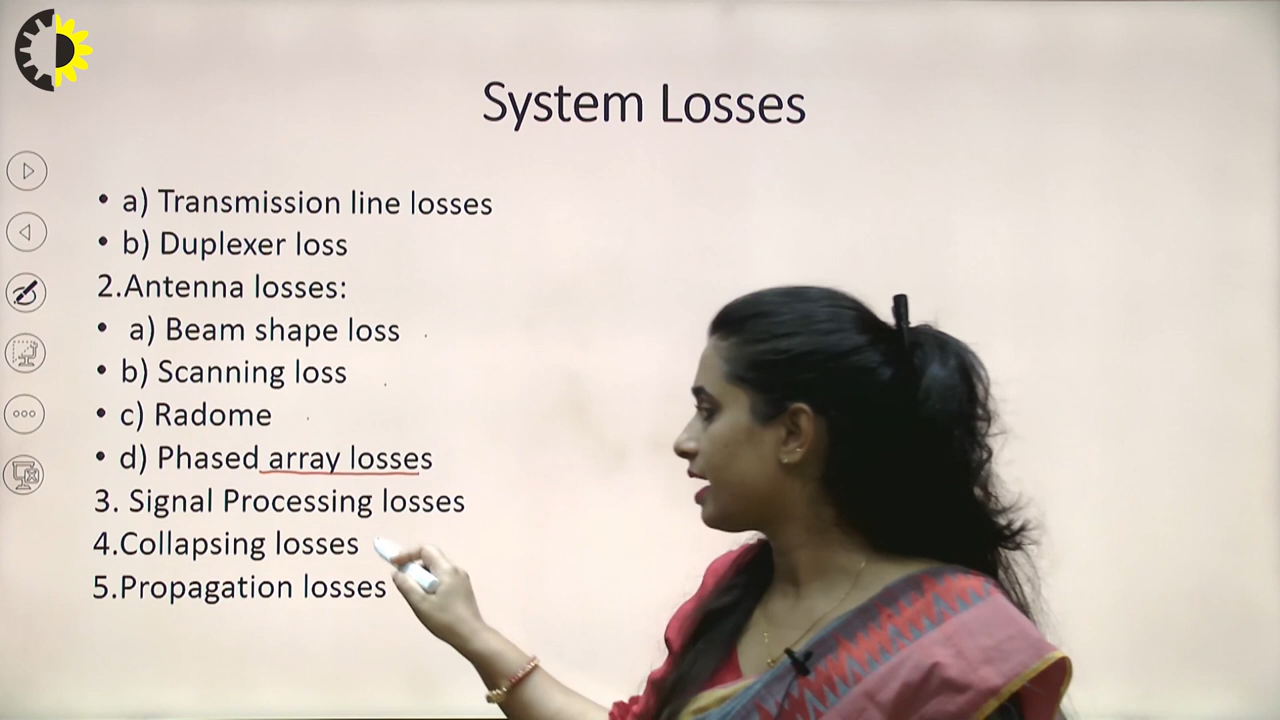 System Losses
• a) Transmission line losses
• b) Duplexer loss
2.Antenna losses:
• a) Beam shape loss
• b) Scanning loss
• c) Radome
• d) Phased array losses
3. Signal Processing losses
4.Collapsing losses
5.Propagation losses